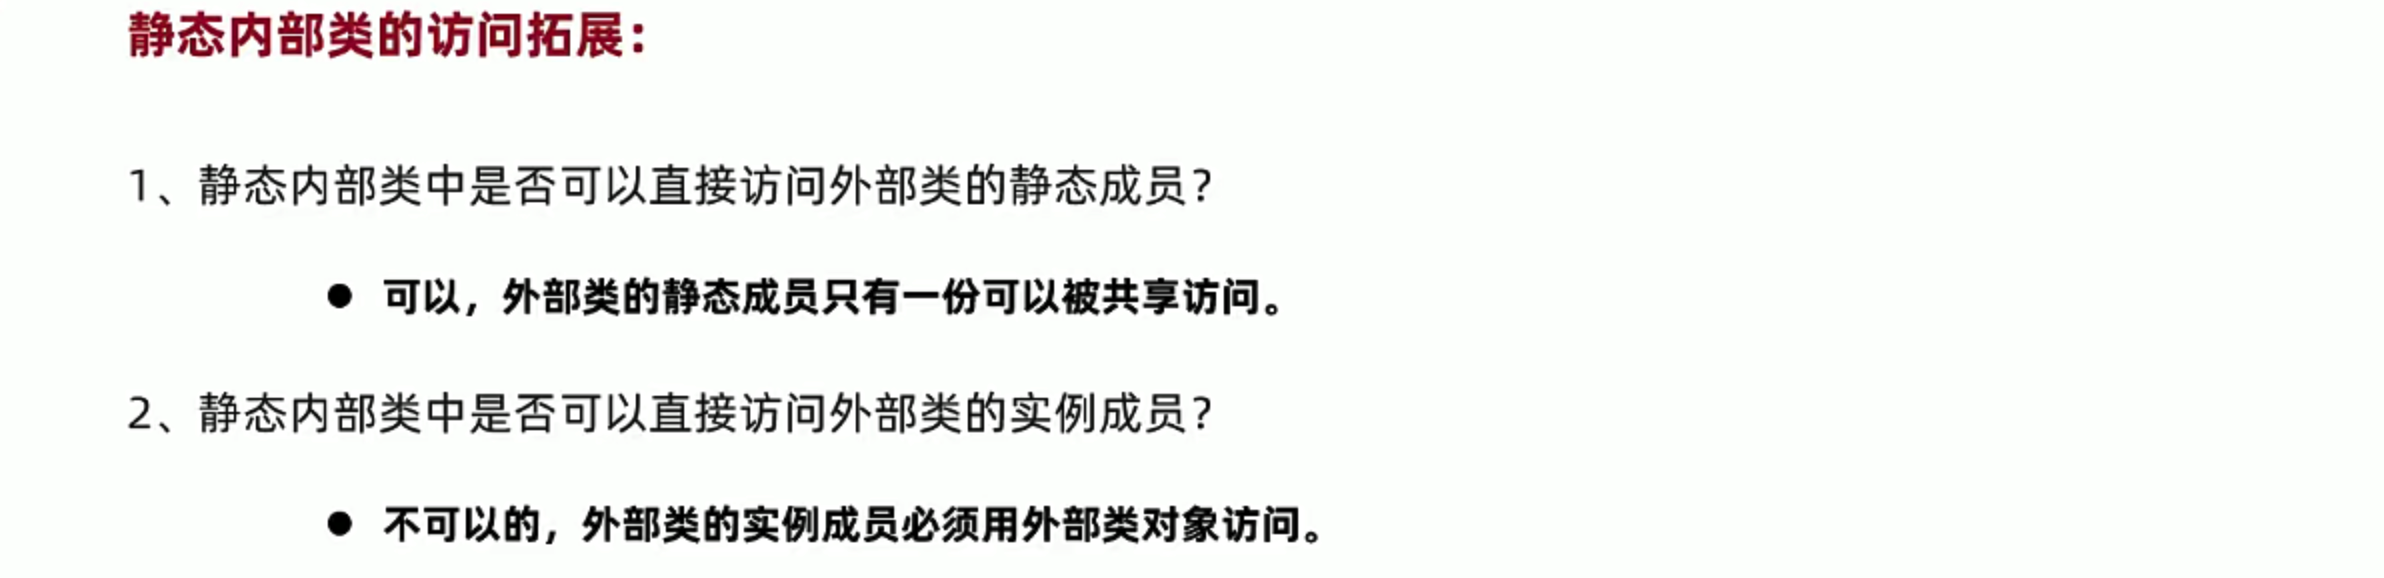 静态内部类的访问拓展：
1、静态内部类中是否可以直接访问外部类的静态成员？
● 可以，外部类的静态成员只有一份可以被共享访问。
2、静态内部类中是否可以直接访问外部类的实例成员？
● 不可以的，外部类的实例成员必须用外部类对象访问。